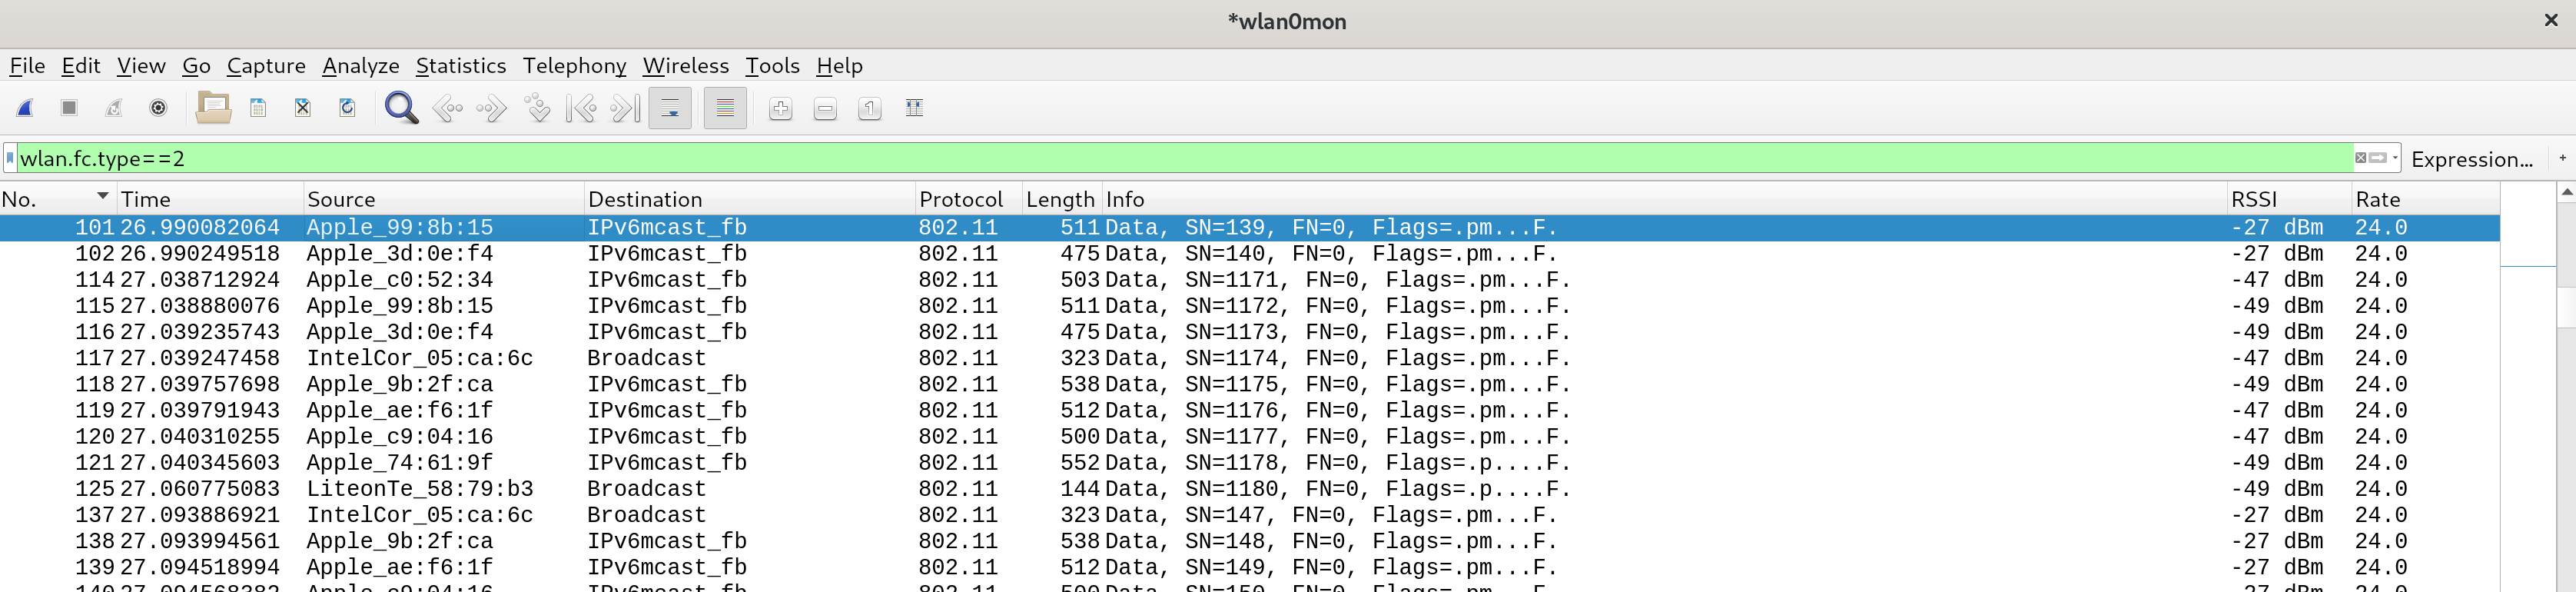 *wlan0mon
File Edit View Go Capture Analyze Statistics Telephony Wireless Tools Help
wlan.fc.type==2 Expression... +
No. Time Source Destination Protocol Length Info RSSI Rate
101 26.990082064 Apple_99:8b:15 IPv6mcast_fb 802.11 511 Data, SN=139, FN=0, Flags=.pm...F. -27 dBm 24.0
102 26.990249518 Apple_3d:0e:f4 IPv6mcast_fb 802.11 475 Data, SN=140, FN=0, Flags=.pm...F. -27 dBm 24.0
114 27.038712924 Apple_c0:52:34 IPv6mcast_fb 802.11 503 Data, SN=1171, FN=0, Flags=.pm...F. -47 dBm 24.0
115 27.038880076 Apple_99:8b:15 IPv6mcast_fb 802.11 511 Data, SN=1172, FN=0, Flags=.pm...F. -49 dBm 24.0
116 27.039235743 Apple_3d:0e:f4 IPv6mcast_fb 802.11 475 Data, SN=1173, FN=0, Flags=.pm...F. -49 dBm 24.0
117 27.039247458 IntelCor_05:ca:6c Broadcast 802.11 323 Data, SN=1174, FN=0, Flags=.pm...F. -47 dBm 24.0
118 27.039757698 Apple_9b:2f:ca IPv6mcast_fb 802.11 538 Data, SN=1175, FN=0, Flags=.pm...F. -49 dBm 24.0
119 27.039791943 Apple_ae:f6:1f IPv6mcast_fb 802.11 512 Data, SN=1176, FN=0, Flags=.pm...F. -47 dBm 24.0
120 27.040310255 Apple_c9:04:16 IPv6mcast_fb 802.11 500 Data, SN=1177, FN=0, Flags=.pm...F. -47 dBm 24.0
121 27.040345603 Apple_74:61:9f IPv6mcast_fb 802.11 552 Data, SN=1178, FN=0, Flags=.p....F. -49 dBm 24.0
125 27.060775083 LiteonTe_58:79:b3 Broadcast 802.11 144 Data, SN=1180, FN=0, Flags=.p....F. -49 dBm 24.0
137 27.093886921 IntelCor_05:ca:6c Broadcast 802.11 323 Data, SN=147, FN=0, Flags=.pm...F. -27 dBm 24.0
138 27.093994561 Apple_9b:2f:ca IPv6mcast_fb 802.11 538 Data, SN=148, FN=0, Flags=.pm...F. -27 dBm 24.0
139 27.094518994 Apple_ae:f6:1f IPv6mcast_fb 802.11 512 Data, SN=149, FN=0, Flags=.pm...F. -27 dBm 24.0